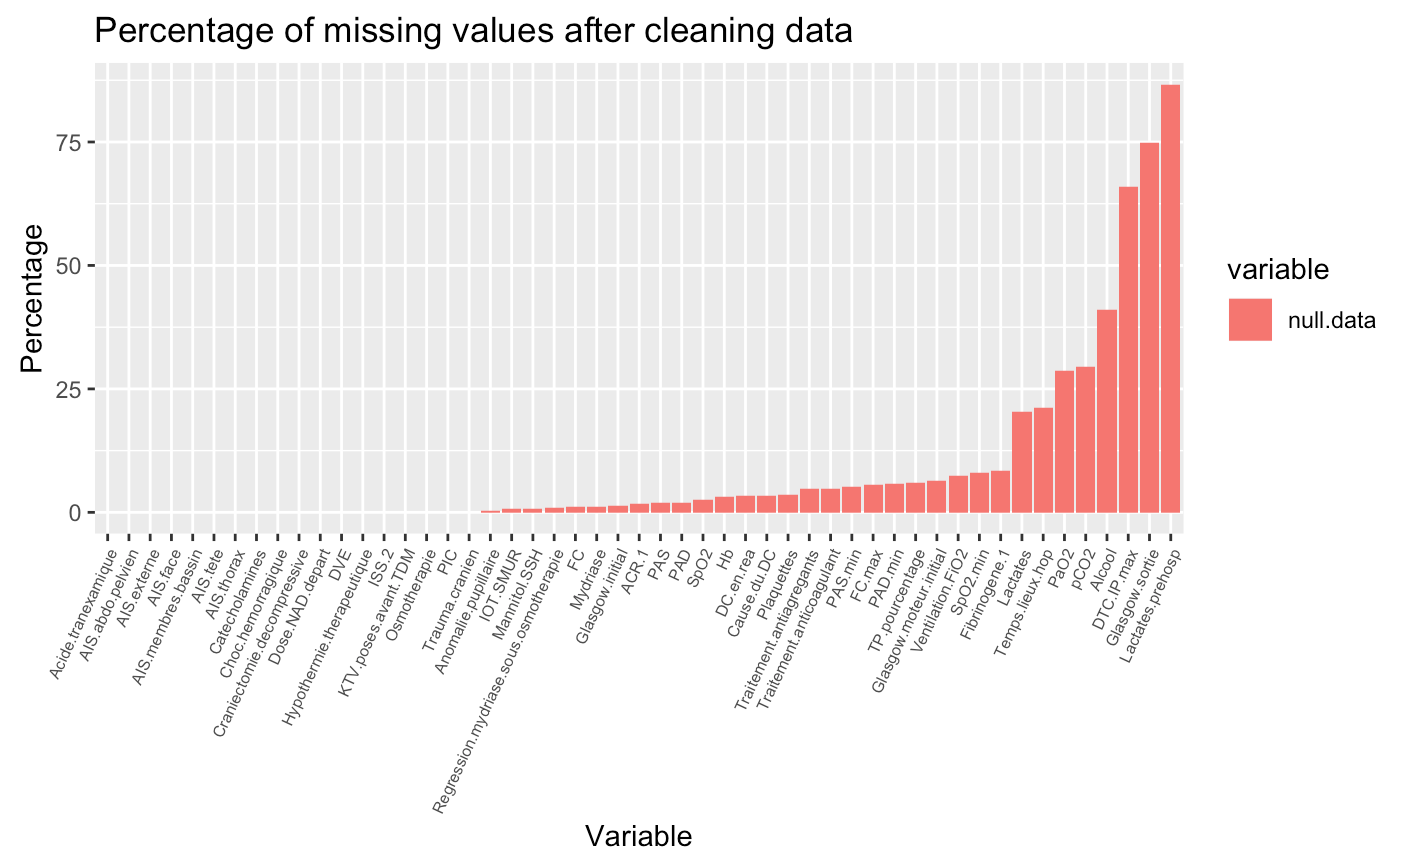 Percentage of missing values after cleaning data
Percentage
75
50
25
0
Acide.tranexamique
AIS.abdo.pelvien
AIS.externe
AIS.face
AIS.membres.bassin
AIS.tete
AIS.thorax
Catecholamines
Choc.hemorragique
Craniectomie.decompressive
Dose.NAD.depart
DVE
Hypothermie.therapeutique
ISS.2
KTV.poses.avant.TDM
Osmotherapie
PIC
Trauma.cranien
Anomalie.pupillaire
IOT.SMUR
Mannitol.SSH
Regression.mydriase.sous.osmotherapie
FC
Mydriase
Glasgow.initial
ACR.1
PAS
PAD
SpO2
Hb
DC.en.rea
Cause.du.DC
Plaquettes
Traitement.antiagregants
Traitement.anticoagulant
PAS.min
FC.max
PAD.min
TP.pourcentage
Glasgow.moteur.initial
Ventilation.FiO2
SpO2.min
Fibrinogene.1
Lactates
Temps.lieux.hop
PaO2
pCO2
Alcool
DTC.IP.max
Glasgow.sortie
Lactates.prehosp
Variable
variable
null.data